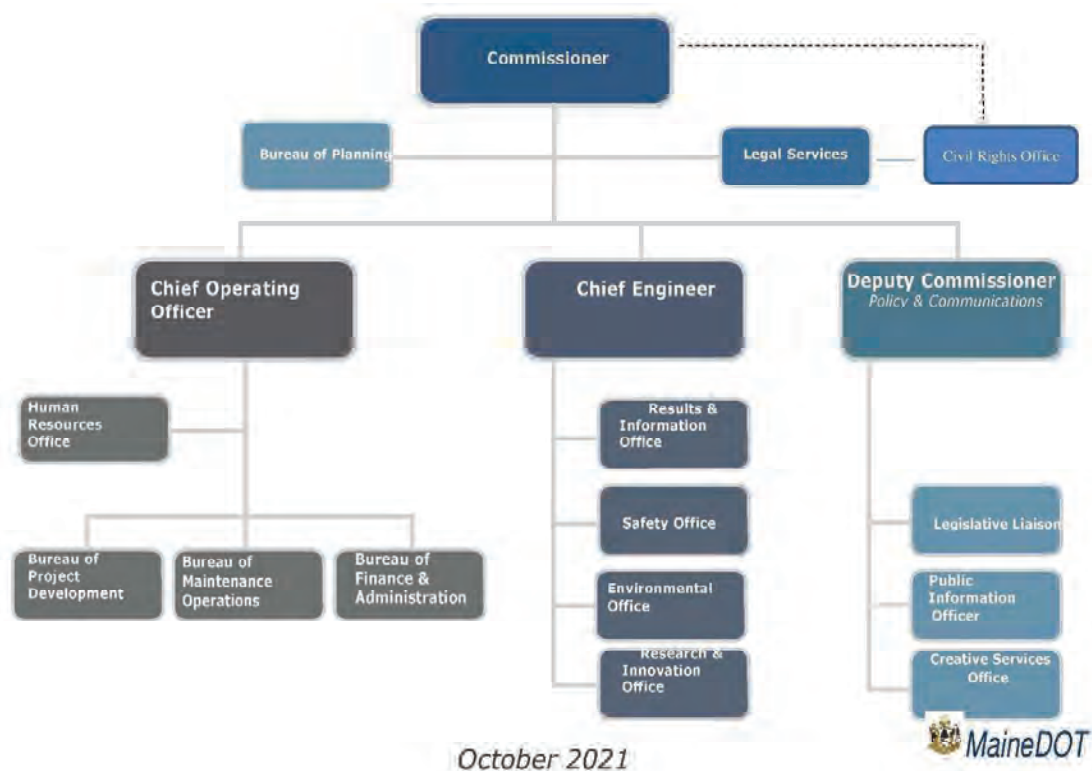 Commissioner
Bureau of Planning
Legal Services
Civil Rights Office
Chief Operating
Officer
Chief Engineer
Deputy Commissioner
Policy & Communications
Human
Resources
Office
Bureau of
Project
Development
Bureau of
Maintenance
Operations
Bureau of
Finance &
Administration
Results &
Information
Office
Safety Office
Environmental
Office
Research &
Innovation
Office
Legislative Liaison
Public
Information
Officer
Creative Services
Office
October 2021
MaineDOT